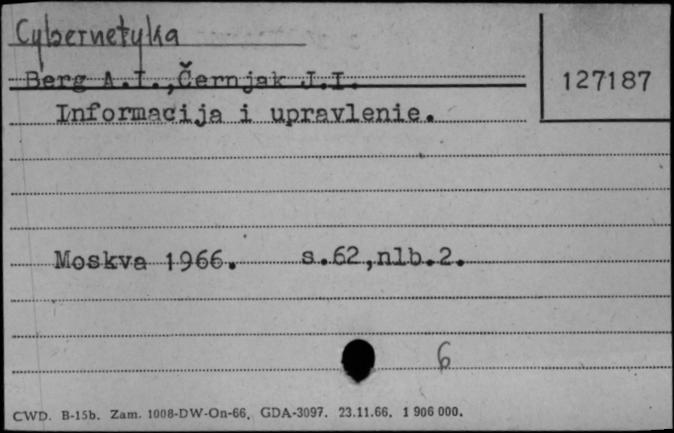 Cybernetyka
Berg A.I.,Černjak J.I.
127187
Informacija i upravlenie.
Moskva 1966. s.62,nlb.2.
6
CWD. B-15b. Zam. 1008-DW-On-66. GDA-3097. 23.11.66. 1 906 000.